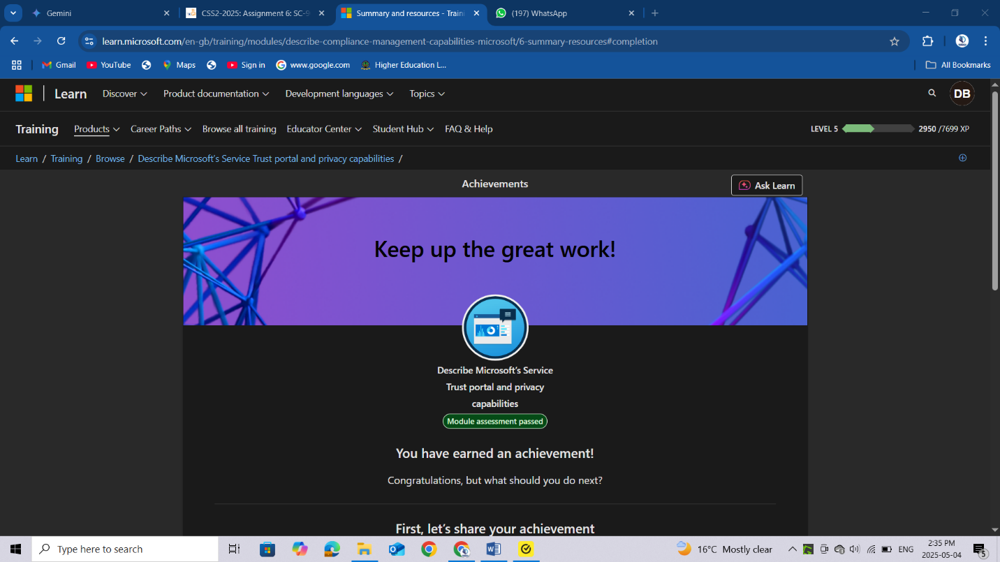 Gemini
CSS2-2025: Assignment 6: SC-9
Summary and resources - Traini
(197) WhatsApp
learn.microsoft.com/en-gb/training/modules/describe-compliance-management-capabilities-microsoft/6-summary-resources#completion
Gmail
YouTube
Maps
Sign in
www.google.com
Higher Education L...
All Bookmarks
Learn
Discover
Product documentation
Development languages
Topics
DB
Training
Products
Career Paths
Browse all training
Educator Center
Student Hub
FAQ & Help
LEVEL 5
2950 /7699 XP
Learn / Training / Browse / Describe Microsoft’s Service Trust portal and privacy capabilities /
Achievements
Ask Learn
Keep up the great work!
Describe Microsoft’s Service
Trust portal and privacy
capabilities
Module assessment passed
You have earned an achievement!
Congratulations, but what should you do next?
First, let’s share your achievement
Type here to search
16°C Mostly clear
ENG
2:35 PM
2025-05-04
5